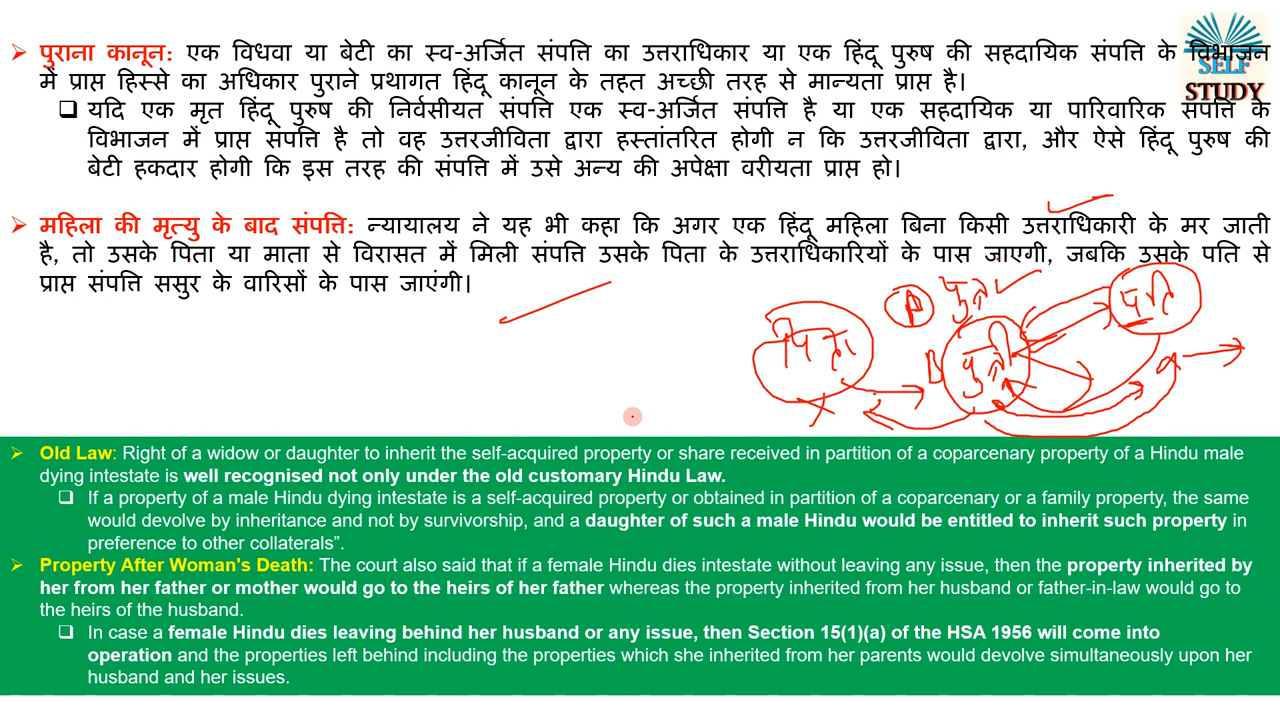 पुराना कानून: एक विधवा या बेटी का स्व-अर्जित संपत्ति का उत्तराधिकार या एक हिंदू पुरुष की सहदायिक संपत्ति के विभाजन
में प्राप्त हिस्से का अधिकार पुराने प्रथागत हिंदू कानून के तहत अच्छी तरह से मान्यता प्राप्त है।
यदि एक मृत हिंदू पुरुष की निर्वसीयत संपत्ति एक स्व-अर्जित संपत्ति है या एक सहदायिक या पारिवारिक संपत्ति के
विभाजन में प्राप्त संपत्ति है तो वह उत्तरजीविता द्वारा हस्तांतरित होगी न कि उत्तरजीविता द्वारा, और ऐसे हिंदू पुरुष की
बेटी हकदार होगी कि इस तरह की संपत्ति में उसे अन्य की अपेक्षा वरीयता प्राप्त हो।
SELF
STUDY
महिला की मृत्यु के बाद संपत्ति: न्यायालय ने यह भी कहा कि अगर एक हिंदू महिला बिना किसी उत्तराधिकारी के मर जाती
है, तो उसके पिता या माता से विरासत में मिली संपत्ति उसके पिता के उत्तराधिकारियों के पास जाएगी, जबकि उसके पति से
प्राप्त संपत्ति ससुर के वारिसों के पास जाएंगी।
पिता
A पुत्र
B पुत्री
पति
Old Law: Right of a widow or daughter to inherit the self-acquired property or share received in partition of a coparcenary property of a Hindu male
dying intestate is well recognised not only under the old customary Hindu Law.
If a property of a male Hindu dying intestate is a self-acquired property or obtained in partition of a coparcenary or a family property, the same
would devolve by inheritance and not by survivorship, and a daughter of such a male Hindu would be entitled to inherit such property in
preference to other collaterals”.
Property After Woman's Death: The court also said that if a female Hindu dies intestate without leaving any issue, then the property inherited by
her from her father or mother would go to the heirs of her father whereas the property inherited from her husband or father-in-law would go to
the heirs of the husband.
In case a female Hindu dies leaving behind her husband or any issue, then Section 15(1)(a) of the HSA 1956 will come into
operation and the properties left behind including the properties which she inherited from her parents would devolve simultaneously upon her
husband and her issues.